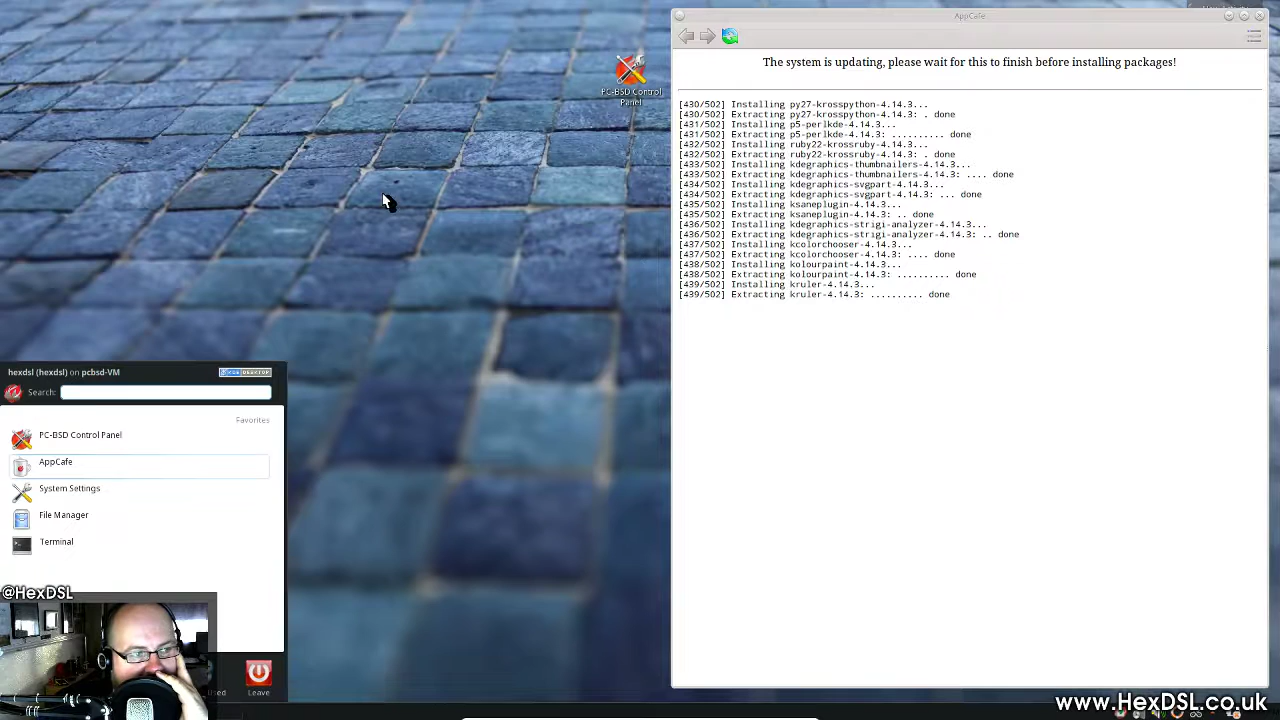 AppCafe
The system is updating, please wait for this to finish before installing packages!
PC-BSD Control
Panel
[430/502] Installing py27-krosspython-4.14.3...
[430/502] Extracting py27-krosspython-4.14.3: . done
[431/502] Installing p5-perlkde-4.14.3...
[431/502] Extracting p5-perlkde-4.14.3: .......... done
[432/502] Installing ruby22-krossruby-4.14.3...
[432/502] Extracting ruby22-krossruby-4.14.3: . done
[433/502] Installing kdegraphics-thumbnailers-4.14.3...
[433/502] Extracting kdegraphics-thumbnailers-4.14.3: .... done
[434/502] Installing kdegraphics-svgpart-4.14.3...
[434/502] Extracting kdegraphics-svgpart-4.14.3: ... done
[435/502] Installing ksaneplugin-4.14.3...
[435/502] Extracting ksaneplugin-4.14.3: .. done
[436/502] Installing kdegraphics-strigi-analyzer-4.14.3...
[436/502] Extracting kdegraphics-strigi-analyzer-4.14.3: .. done
[437/502] Installing kcolorchooser-4.14.3...
[437/502] Extracting kcolorchooser-4.14.3: .... done
[438/502] Installing kolourpaint-4.14.3...
[438/502] Extracting kolourpaint-4.14.3: .......... done
[439/502] Installing kruler-4.14.3...
[439/502] Extracting kruler-4.14.3: .......... done
hexdsl (hexdsl) on pcbsd-VM
KDE DESKTOP
Search:
Favorites
PC-BSD Control Panel
AppCafe
System Settings
File Manager
Terminal
@HexDSL
Used
Leave
www.HexDSL.co.uk